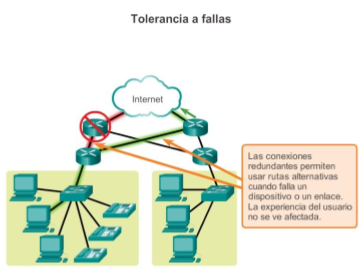 Tolerancia a fallas
Internet
Las conexiones
redundantes permiten
usar rutas alternativas
cuando falla un
dispositivo o un enlace.
La experiencia del usuario
no se ve afectada.